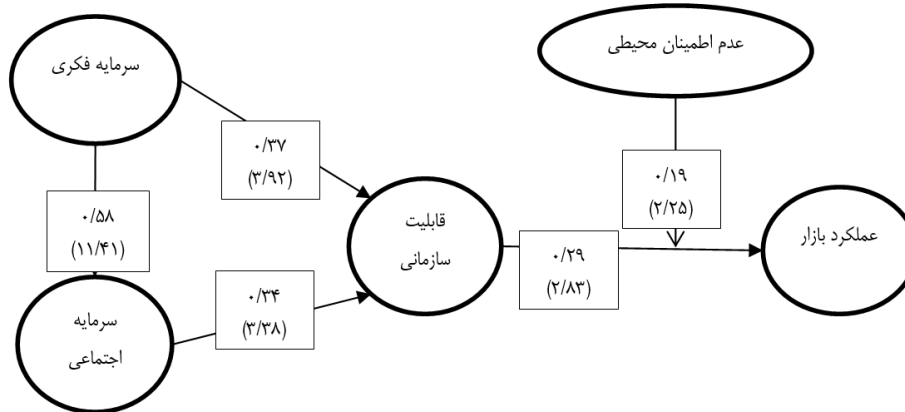 عدم اطمینان محیطی
سرمایه فکری
۰/۳۷
(۳/۹۲)
۰/۱۹
(۲/۲۵)
۰/۵۸
(۱۱/۴۱)
قابلیت
سازمانی
عملکرد بازار
۰/۲۹
(۲/۸۳)
۰/۳۴
(۳/۳۸)
سرمایه
اجتماعی